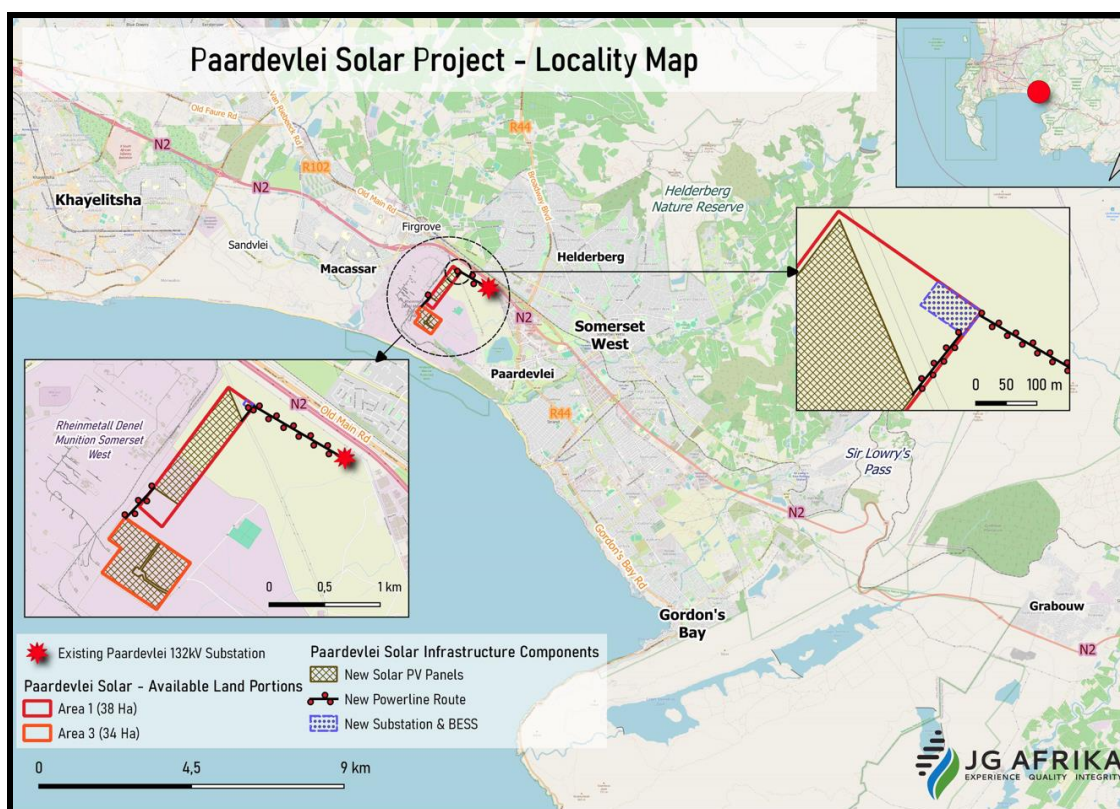 Paardevlei Solar Project - Locality Map
Old Faure Rd
Van Riebeeck Rd
N2
R102
N2
Old Main Rd
R44
Broadway Blvd
Khayelitsha
Sandvlei
Firgrove
Macassar
Helderberg
Nature Reserve
Helderberg
N2
Somerset
West
Paardevlei
R44
0 50 100 m
Sir Lowry's
Pass
N2
Gordon's Bay Rd
Gordon's
Bay
Grabouw
N2
Rheinmetall Denel
Munition Somerset
West
N2
Old Main Rd
0 0,5 1 km
Existing Paardevlei 132kV Substation
Paardevlei Solar - Available Land Portions
Area 1 (38 Ha)
Area 3 (34 Ha)
Paardevlei Solar Infrastructure Components
New Solar PV Panels
New Powerline Route
New Substation & BESS
0 4,5 9 km
JG AFRIKA
EXPERIENCE QUALITY INTEGRITY